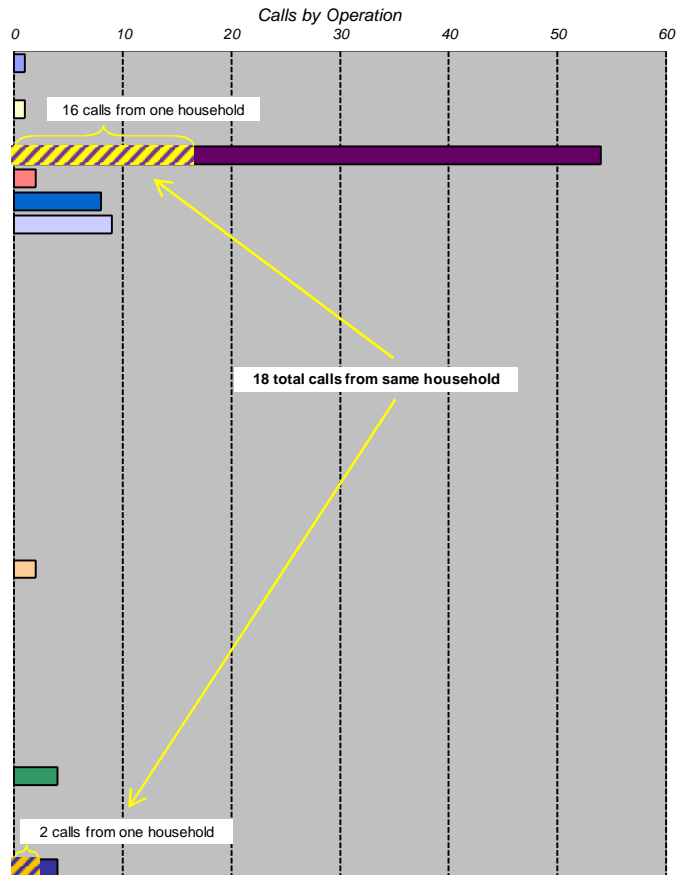 Calls by Operation
0 10 20 30 40 50 60
16 calls from one household
18 total calls from same household
2 calls from one household